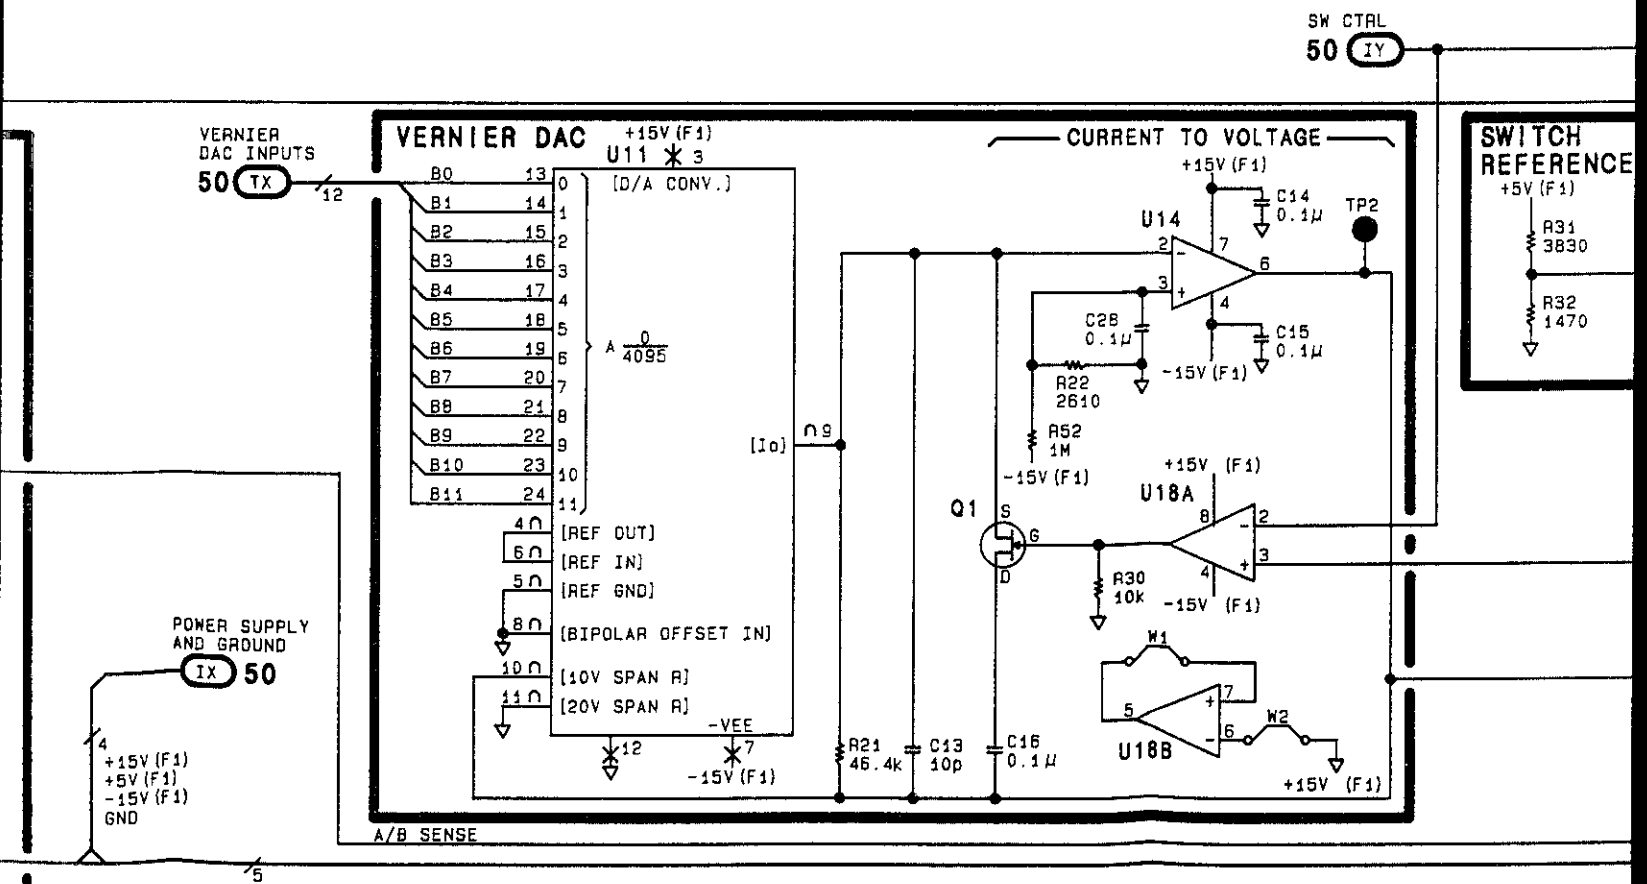 SW CTRL
50 IY
VERNIER
DAC INPUTS
50 TX
12
VERNIER DAC
+15V(F1)
U11
3
[D/A CONV.]
B0 13 0
B1 14 1
B2 15 2
B3 16 3
B4 17 4
B5 18 5
B6 19 6
B7 20 7
B8 21 8
B9 22 9
B10 23 10
B11 24 11
A 0
4095
[Io]
∩9
4∩ [REF OUT]
6∩ [REF IN]
5∩ [REF GND]
8∩ [BIPOLAR OFFSET IN]
10∩ [10V SPAN R]
11∩ [20V SPAN R]
-VEE
12
7
-15V(F1)
CURRENT TO VOLTAGE
+15V(F1)
C14
0.1µ
U14
TP2
2
-
7
6
3
+
4
C28
0.1µ
C15
0.1µ
-15V(F1)
R22
2610
R52
1M
-15V(F1)
+15V (F1)
U18A
8
2
-
3
+
4
-15V (F1)
Q1
S
G
D
R30
10k
W1
7
+
5
6
-
W2
U18B
+15V (F1)
R21
46.4k
C13
10p
C16
0.1µ
SWITCH
REFERENCE
+5V(F1)
R31
3830
R32
1470
POWER SUPPLY
AND GROUND
IX 50
4
+15V(F1)
+5V(F1)
-15V(F1)
GND
A/B SENSE
5